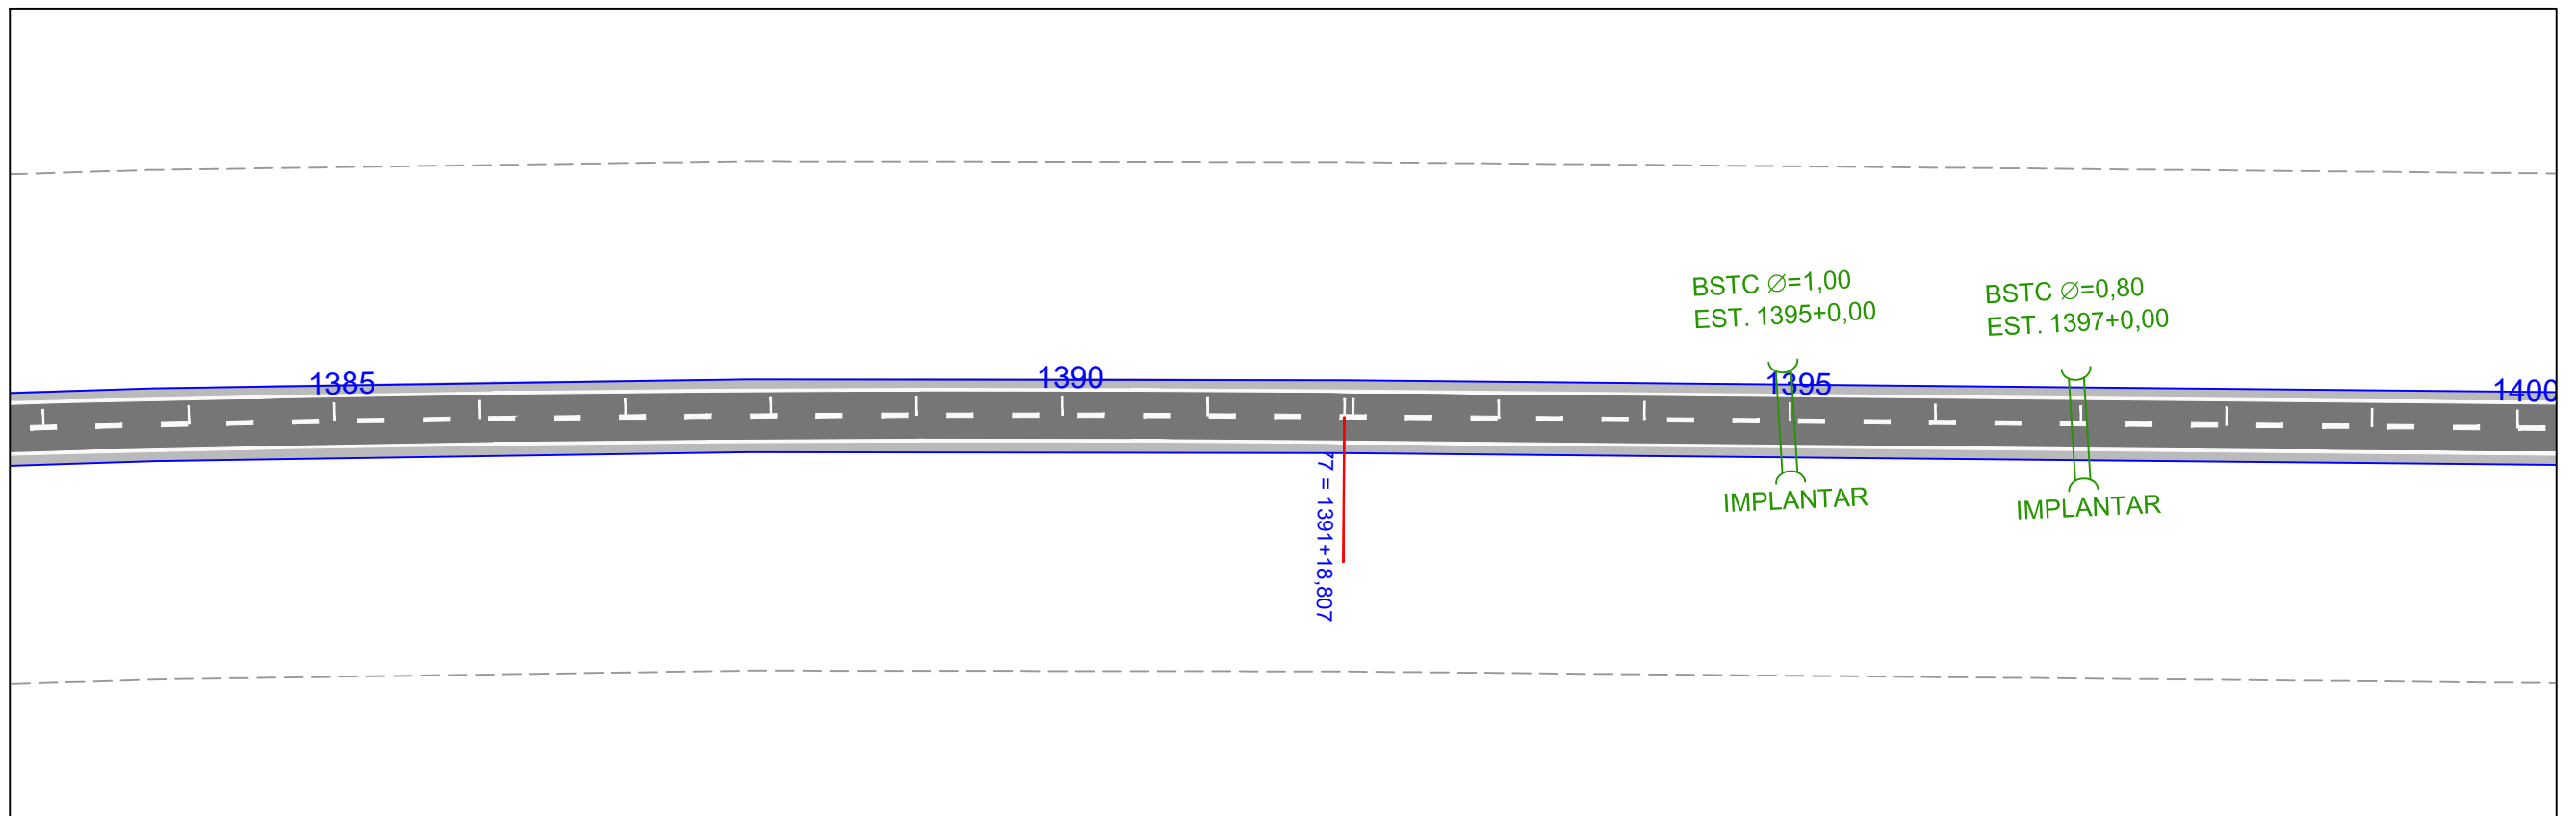 BSTC ∅=1,00
EST. 1395+0,00
BSTC ∅=0,80
EST. 1397+0,00
1385
1390
1395
1400
7 = 1391+18,807
IMPLANTAR
IMPLANTAR